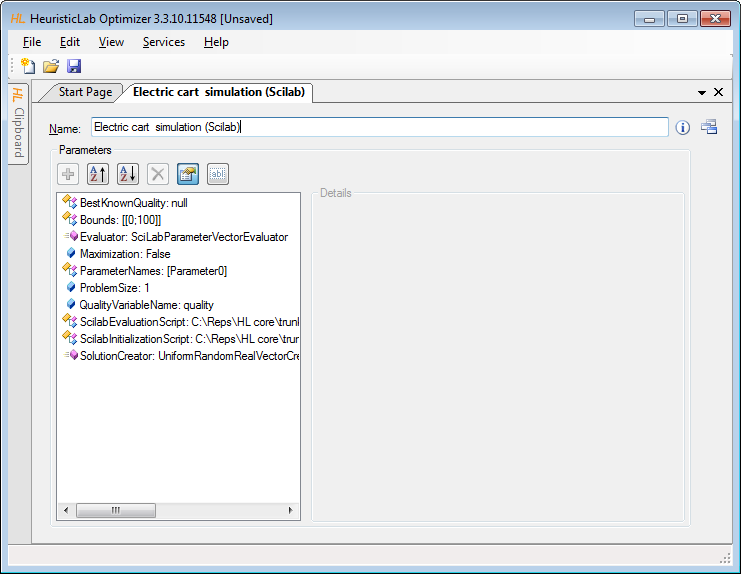 HL HeuristicLab Optimizer 3.3.10.11548 [Unsaved]
File Edit View Services Help
Start Page Electric cart  simulation (Scilab)
HL Clipboard
Name: Electric cart  simulation (Scilab)
Parameters
Details
BestKnownQuality: null
Bounds: [[0;100]]
Evaluator: SciLabParameterVectorEvaluator
Maximization: False
ParameterNames: [Parameter0]
ProblemSize: 1
QualityVariableName: quality
ScilabEvaluationScript: C:\Reps\HL core\trunk
ScilabInitializationScript: C:\Reps\HL core\trun
SolutionCreator: UniformRandomRealVectorCre